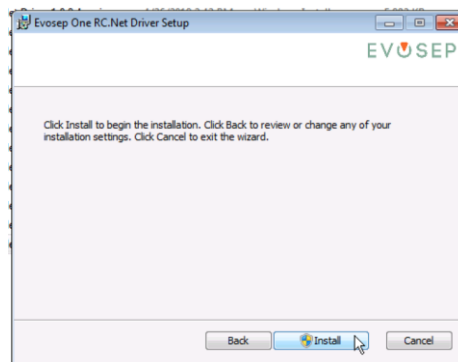 Evosep One RC.Net Driver Setup
EVOSEP
Click Install to begin the installation. Click Back to review or change any of your
installation settings. Click Cancel to exit the wizard.
Back
Install
Cancel